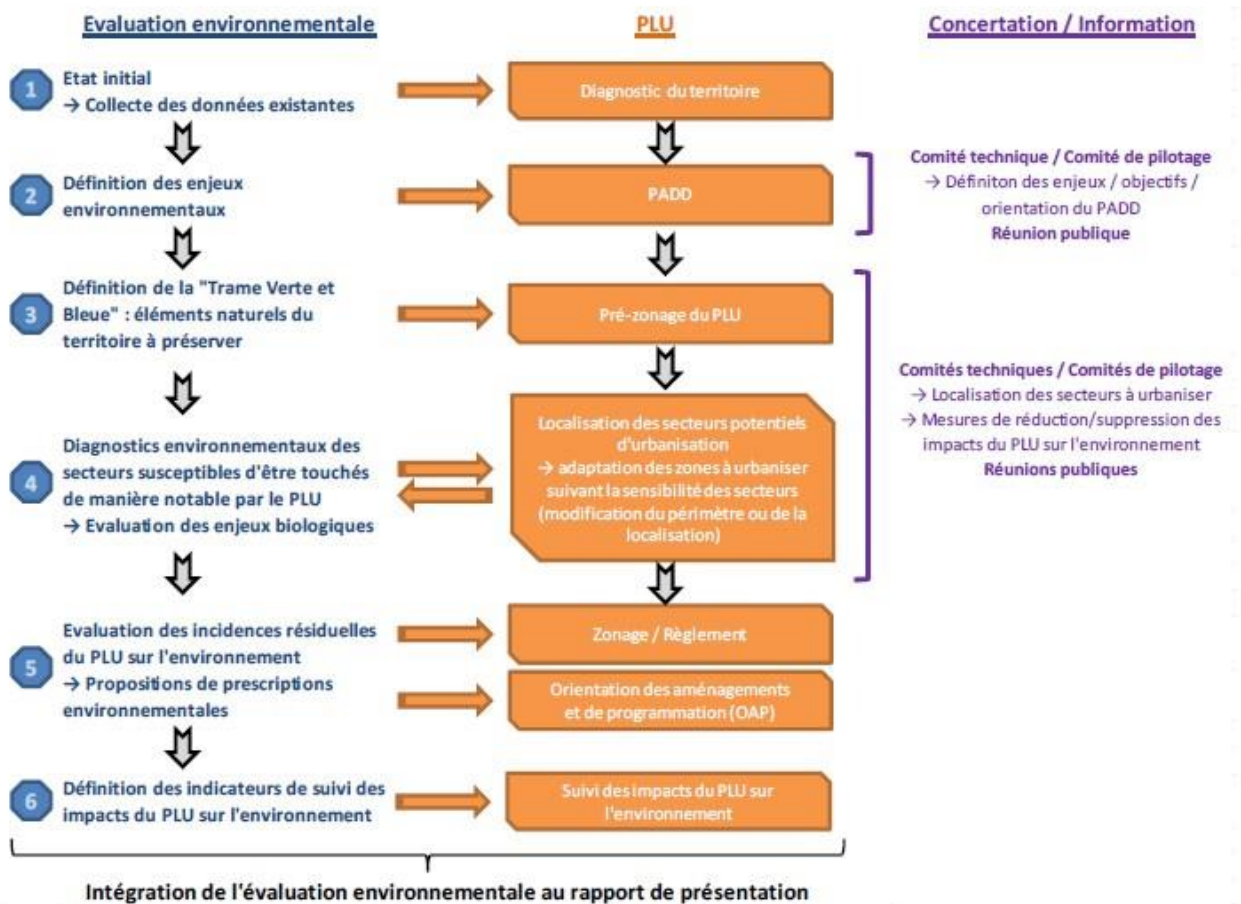 Evaluation environnementale
PLU
Concertation / Information
1
Etat initial
→ Collecte des données existantes
Diagnostic du territoire
2
Définition des enjeux
environnementaux
PADD
Comité technique / Comité de pilotage
→ Définiton des enjeux / objectifs /
orientation du PADD
Réunion publique
3
Définition de la "Trame Verte et
Bleue" : éléments naturels du
territoire à préserver
Pré-zonage du PLU
4
Diagnostics environnementaux des
secteurs susceptibles d'être touchés
de manière notable par le PLU
→ Evaluation des enjeux biologiques
Localisation des secteurs potentiels
d'urbanisation
→ adaptation des zones à urbaniser
suivant la sensibilité des secteurs
(modification du périmètre ou de la
localisation)
Comités techniques / Comités de pilotage
→ Localisation des secteurs à urbaniser
→ Mesures de réduction/suppression des
impacts du PLU sur l'environnement
Réunions publiques
5
Evaluation des incidences résiduelles
du PLU sur l'environnement
→ Propositions de prescriptions
environnementales
Zonage / Règlement
Orientation des aménagements
et de programmation (OAP)
6
Définition des indicateurs de suivi des
impacts du PLU sur l'environnement
Suivi des impacts du PLU sur
l'environnement
Intégration de l'évaluation environnementale au rapport de présentation